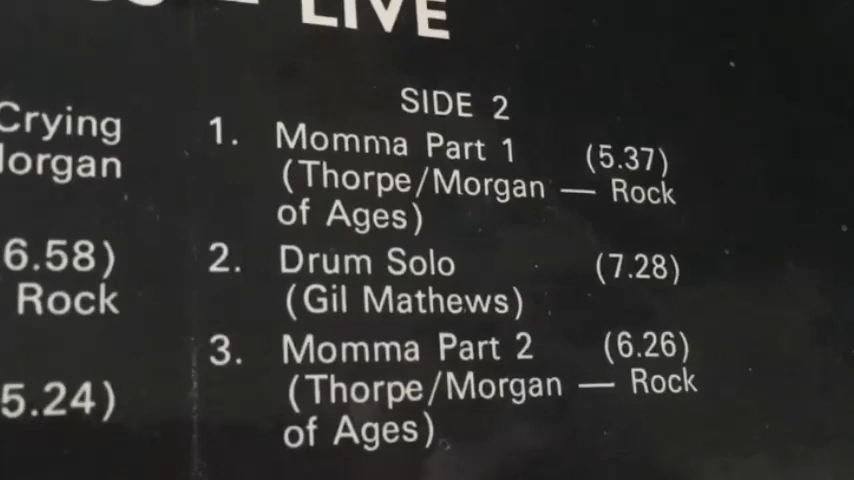 LIVE
Crying
Morgan
6.58)
Rock
5.24)
SIDE 2
1. Momma Part 1 (5.37)
(Thorpe/Morgan — Rock
of Ages)
2. Drum Solo (7.28)
(Gil Mathews)
3. Momma Part 2 (6.26)
(Thorpe/Morgan — Rock
of Ages)